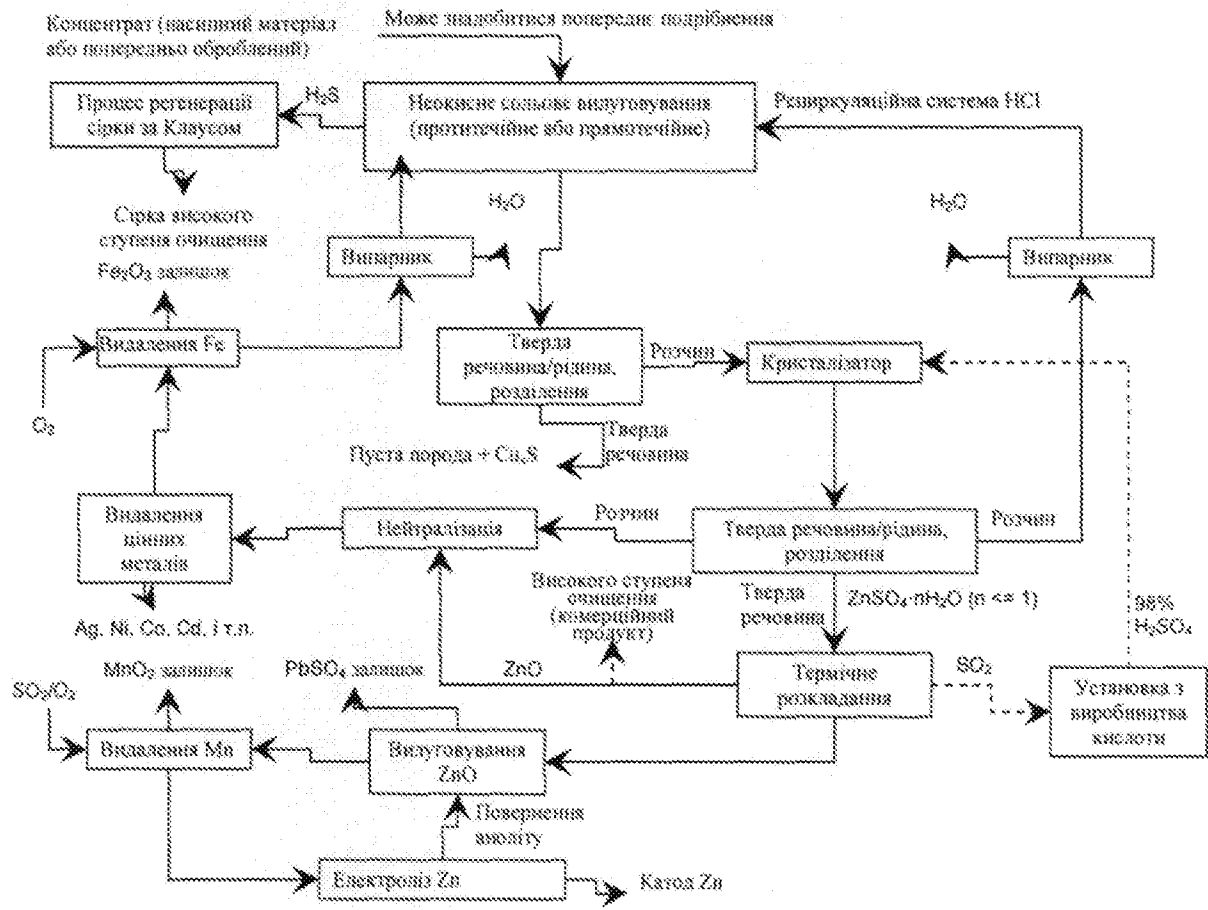 Концентрат (насипний матеріал
або попередньо оброблений)
Може знадобитися попереднє подрібнення
Процес регенерації
сірки за Клаусом
H₂S
Неокисне сольове вилуговування
(протитечійне або прямотечійне)
Рециркуляційна система HCl
H₂O
H₂O
Сірка високого
ступеня очищення
Fe₂O₃ залишок
Випарник
Випарник
Видалення Fe
Тверда
речовина/рідина,
розділення
Розчин
Кристалізатор
O₂
Тверда
речовина
Пуста порода + CuₓS
Видалення
цінних
металів
Нейтралізація
Розчин
Тверда речовина/рідина,
розділення
Розчин
Високого ступеня
очищення
(комерційний
продукт)
Тверда
речовина
ZnSO₄·nH₂O (n <= 1)
98%
H₂SO₄
Ag, Ni, Co, Cd, і т.п.
MnO₂ залишок
PbSO₄ залишок
ZnO
Термічне
розкладання
SO₂
Установка з
виробництва
кислоти
SO₂/O₂
Видалення Mn
Вилуговування
ZnO
Повернення
аноліту
Електроліз Zn
Катод Zn